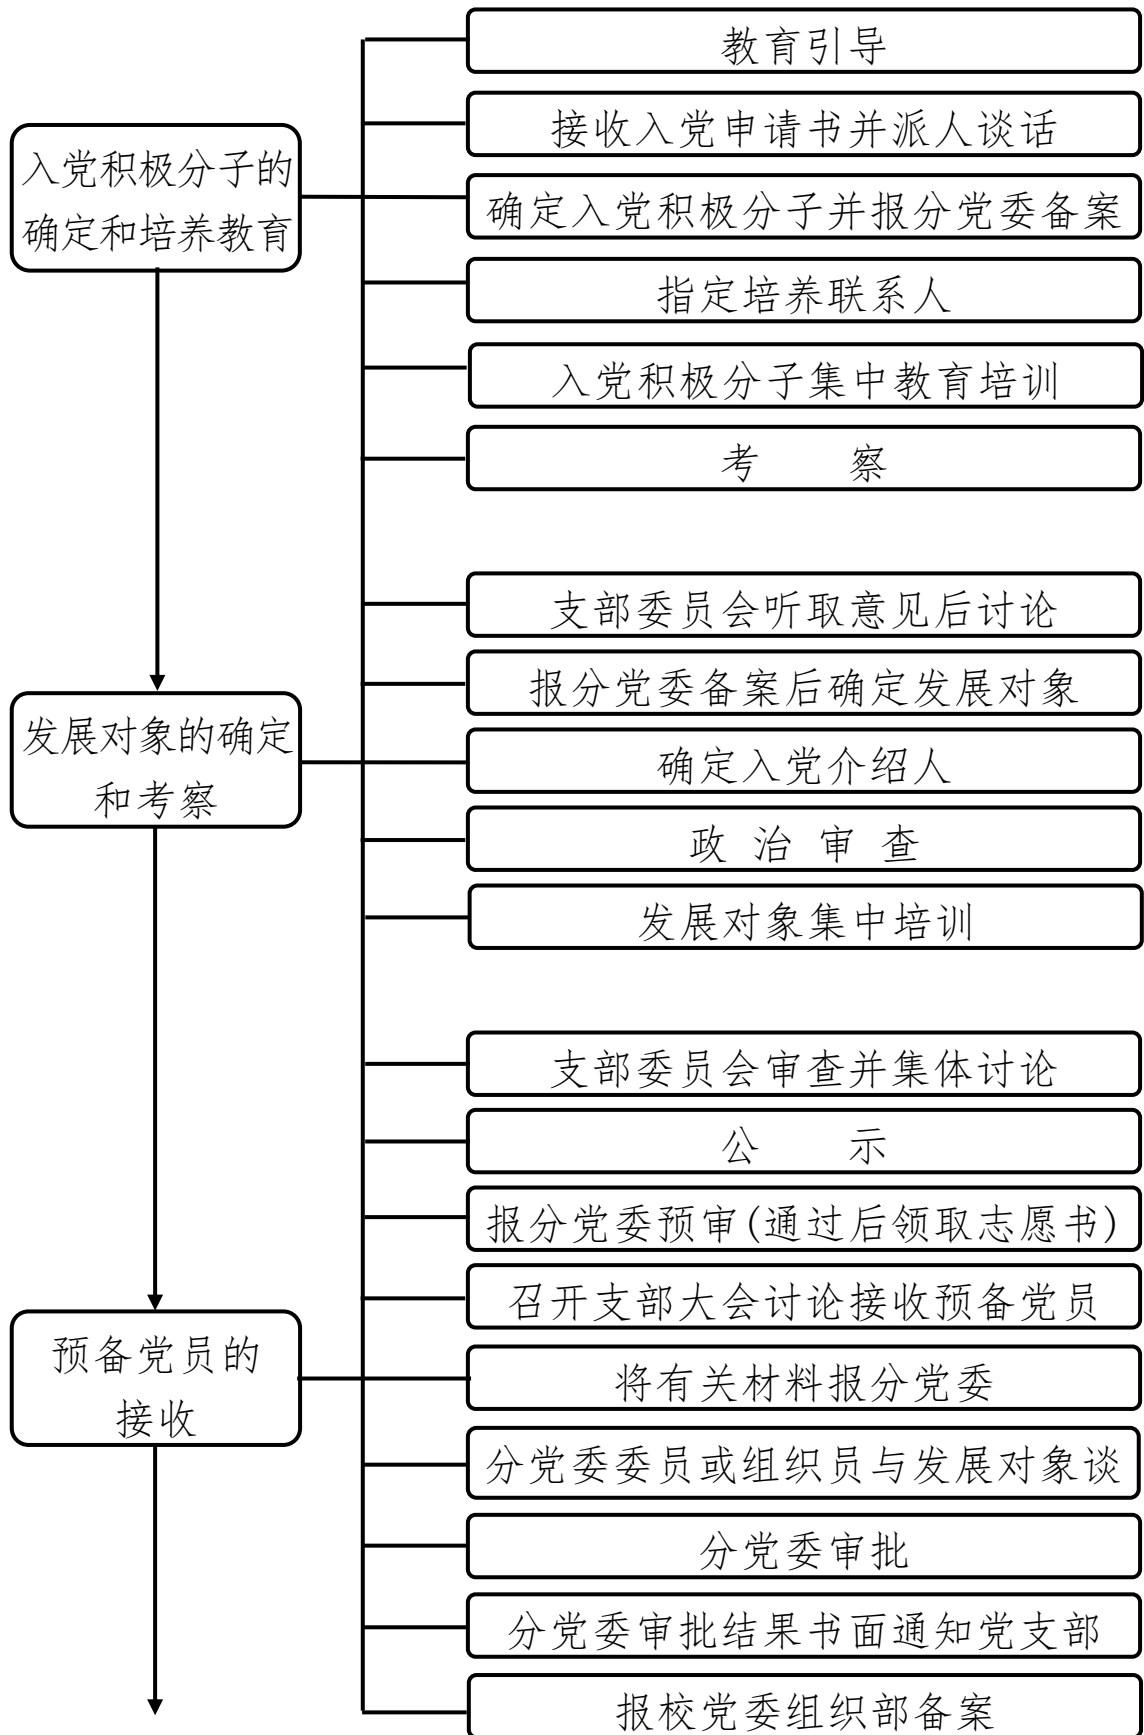 入党积极分子的
确定和培养教育
教育引导
接收入党申请书并派人谈话
确定入党积极分子并报分党委备案
指定培养联系人
入党积极分子集中教育培训
考 察
发展对象的确定
和考察
支部委员会听取意见后讨论
报分党委备案后确定发展对象
确定入党介绍人
政 治 审 查
发展对象集中培训
预备党员的
接收
支部委员会审查并集体讨论
公 示
报分党委预审(通过后领取志愿书)
召开支部大会讨论接收预备党员
将有关材料报分党委
分党委委员或组织员与发展对象谈
分党委审批
分党委审批结果书面通知党支部
报校党委组织部备案